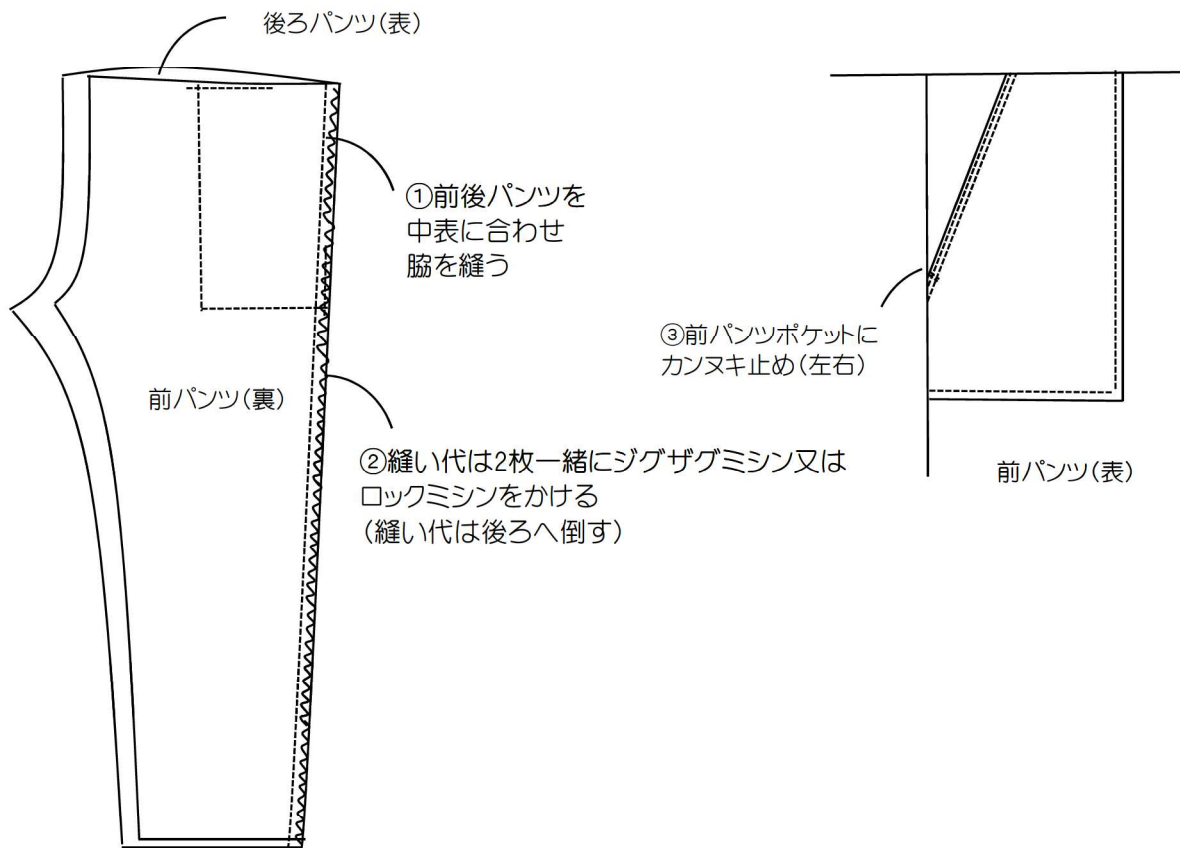 後ろパンツ(表)
①前後パンツを
中表に合わせ
脇を縫う
前パンツ(裏)
②縫い代は2枚一緒にジグザグミシン又は
ロックミシンをかける
(縫い代は後ろへ倒す)
③前パンツポケットに
カンヌキ止め(左右)
前パンツ(表)